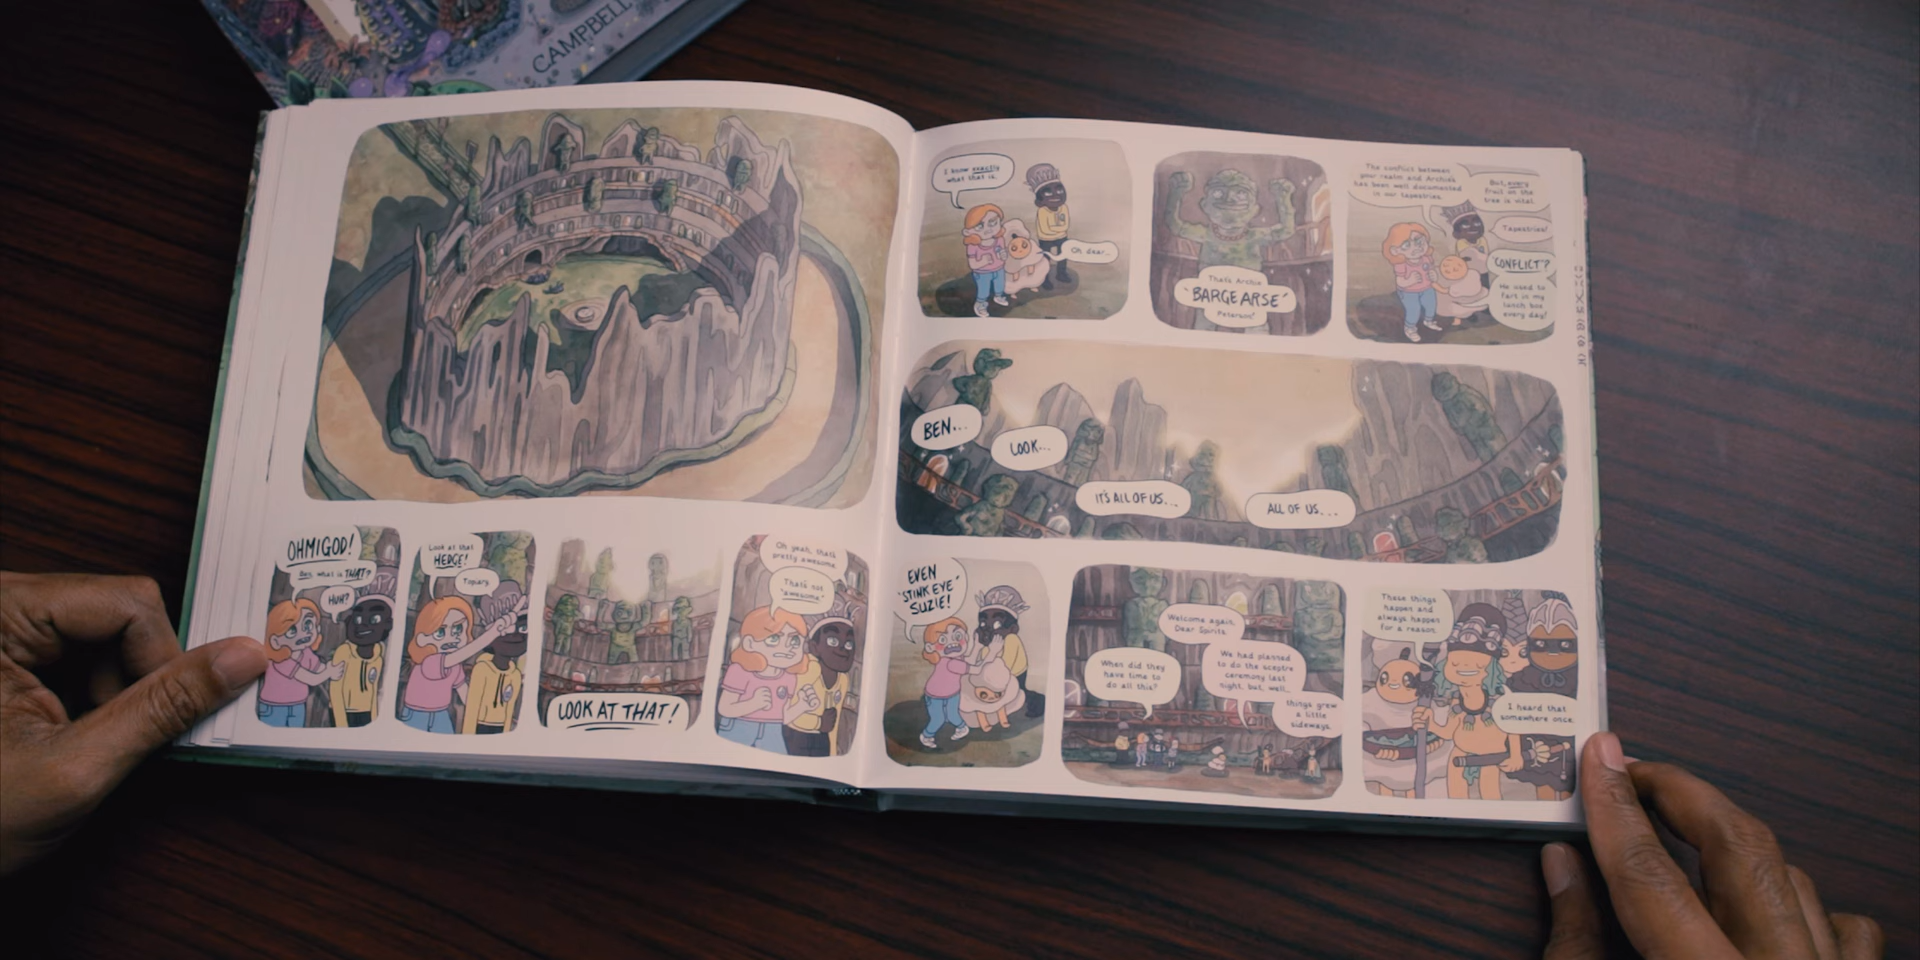 CAMPBELL
OHMIGOD!
Ben, what is THAT?
HUH?
Look at that
HEDGE!
Topiary.
LOOK AT THAT!
Oh yeah, that's
pretty awesome.
That's not
"awesome."
I know exactly
what that is.
Oh dear...
That's Archie
"BARGE ARSE"
Peterson!
The conflict between
your realm and Archie's
has been well documented
in our tapestries.
But every
fruit on the
tree is vital.
Tapestries!
"CONFLICT"?
He used to
fart in my
lunch box
every day!
BEN...
LOOK...
IT'S ALL OF US...
ALL OF US...
EVEN
"STINK EYE"
SUZIE!
Welcome again,
Dear Spirits.
When did they
have time to
do all this?
We had planned
to do the sceptre
ceremony last
night, but, well...
things grew
a little
sideways.
These things
happen and
always happen
for a reason.
I heard that
somewhere once.